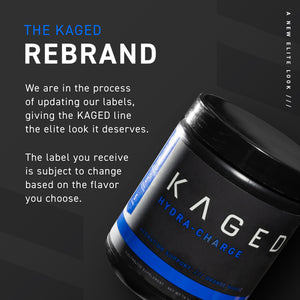 THE KAGED
REBRAND
We are in the process
of updating our labels,
giving the KAGED line
the elite look it deserves.
The label you receive
is subject to change
based on the flavor
you choose.
A NEW ELITE LOOK ///
KAGED
HYDRA-CHARGE